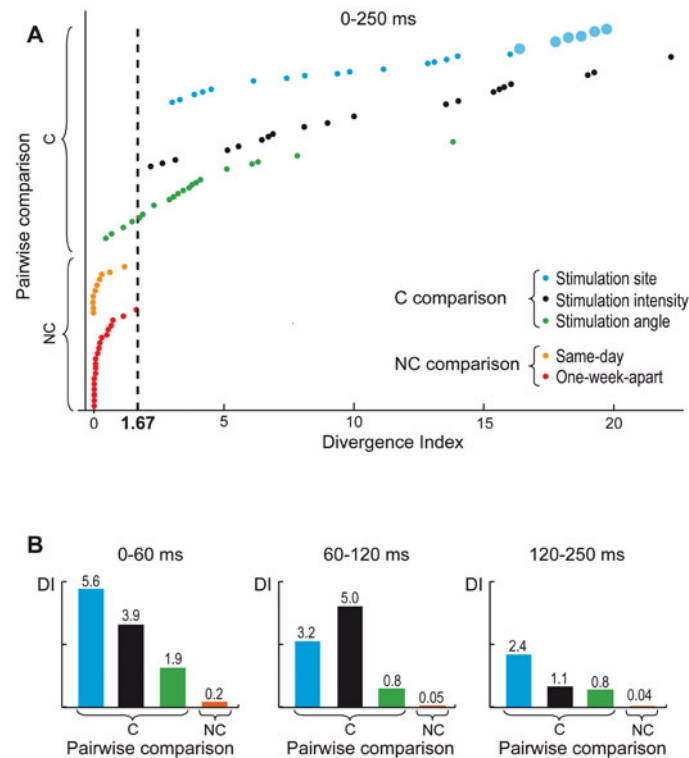 A
0-250 ms
Pairwise comparison
C
NC
C comparison
Stimulation site
Stimulation intensity
Stimulation angle
NC comparison
Same-day
One-week-apart
0 1.67 5 10 15 20
Divergence Index
B
0-60 ms
DI
5.6 3.9 1.9 0.2
C NC
Pairwise comparison
60-120 ms
DI
3.2 5.0 0.8 0.05
C NC
Pairwise comparison
120-250 ms
DI
2.4 1.1 0.8 0.04
C NC
Pairwise comparison